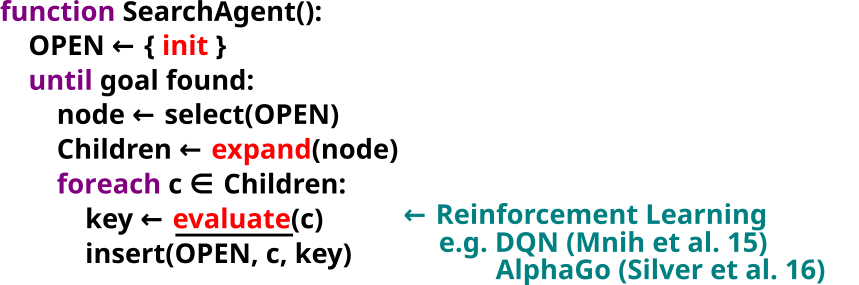 function SearchAgent():
OPEN ← { init }
until goal found:
node ← select(OPEN)
Children ← expand(node)
foreach c ∈ Children:
key ← evaluate(c)
insert(OPEN, c, key)
← Reinforcement Learning
e.g. DQN (Mnih et al. 15)
AlphaGo (Silver et al. 16)